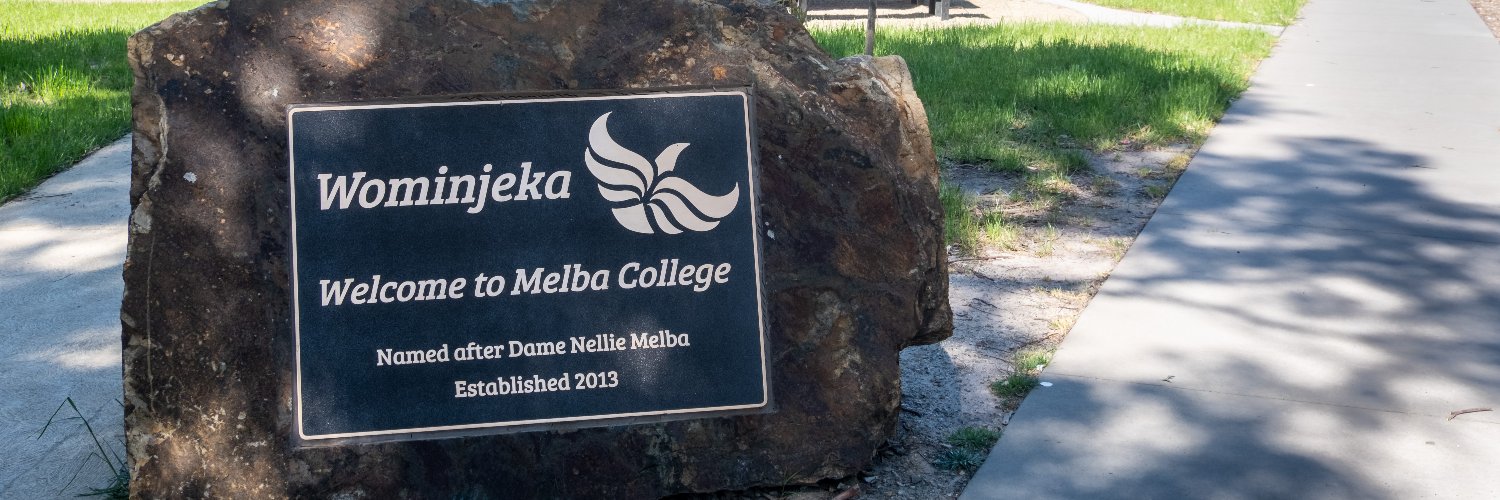 Wominjeka
Welcome to Melba College
Named after Dame Nellie Melba
Established 2013